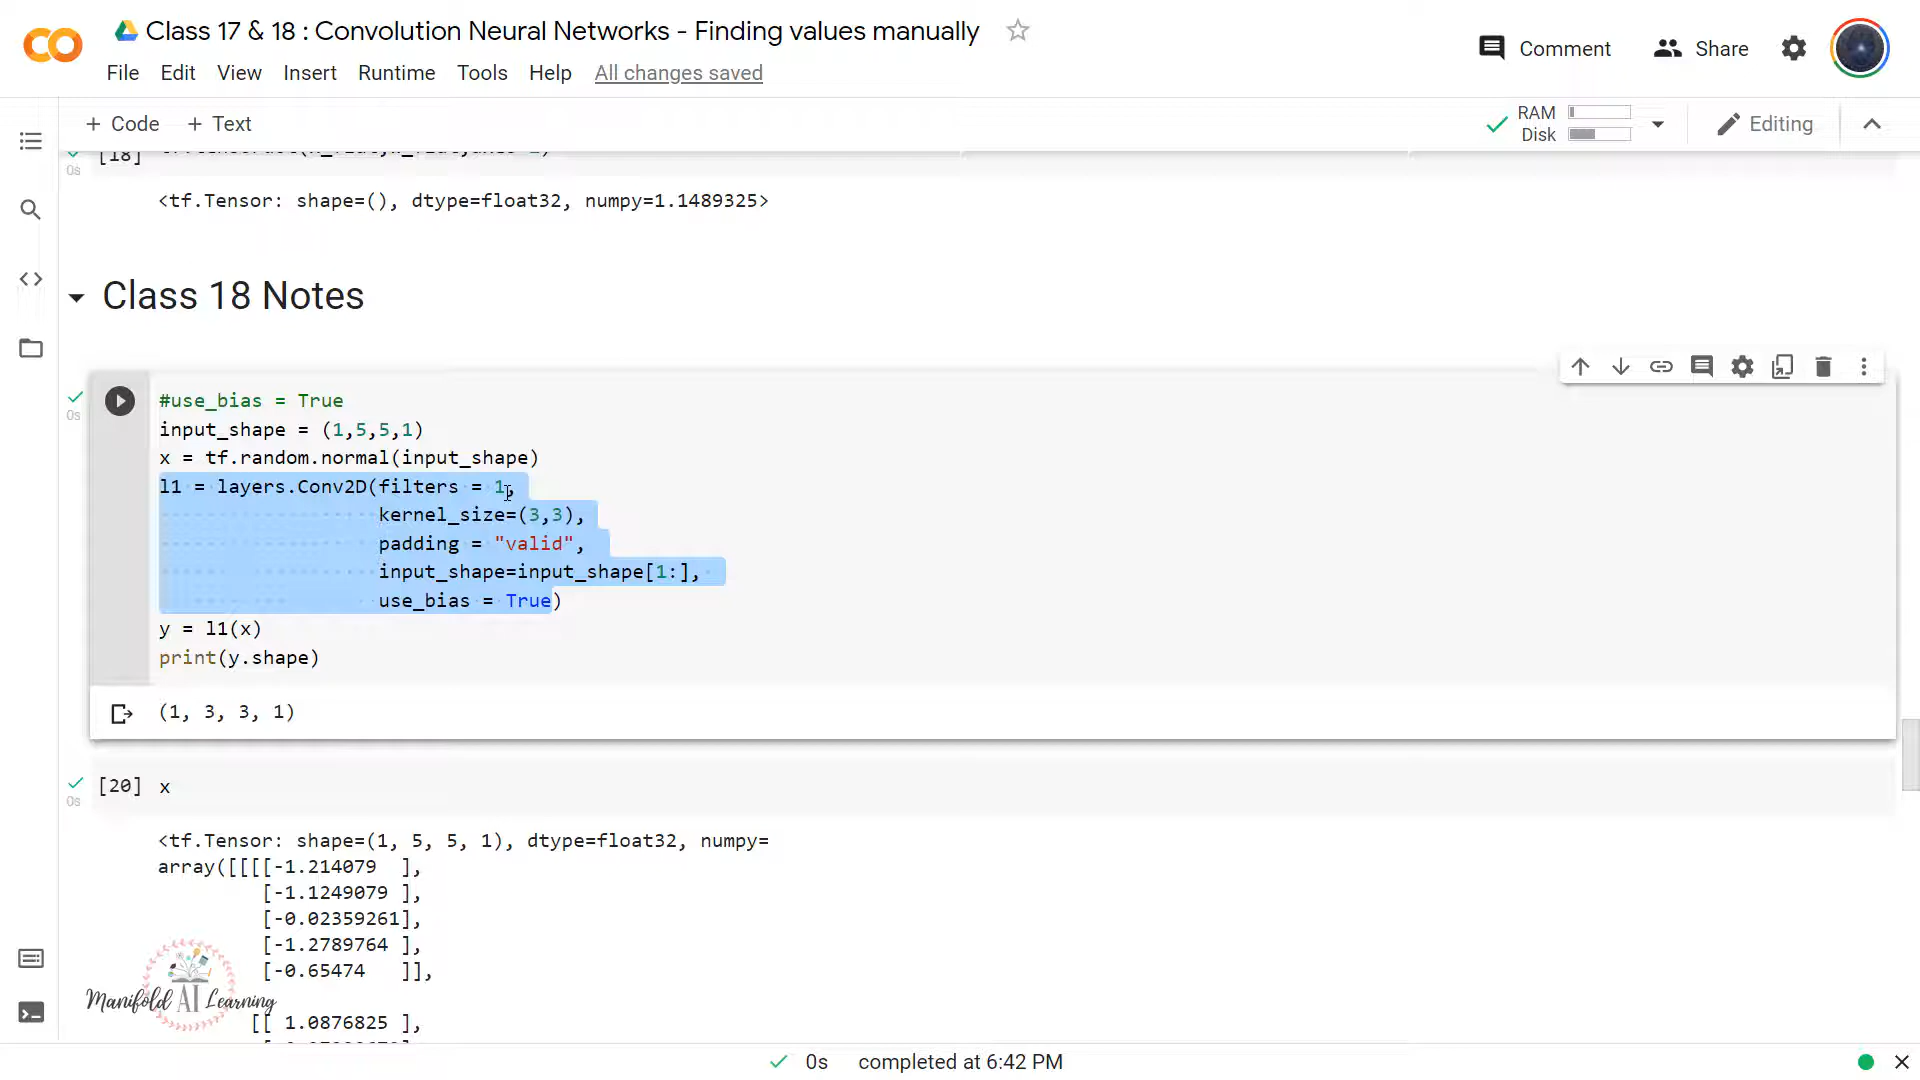 Class 17 & 18 : Convolution Neural Networks - Finding values manually
Comment
Share
File Edit View Insert Runtime Tools Help All changes saved
+ Code + Text
RAM
Disk
Editing
[18]
0s
<tf.Tensor: shape=(), dtype=float32, numpy=1.1489325>
Class 18 Notes
0s
#use_bias = True
input_shape = (1,5,5,1)
x = tf.random.normal(input_shape)
l1 = layers.Conv2D(filters = 1,
kernel_size=(3,3),
padding = "valid",
input_shape=input_shape[1:],
use_bias = True)
y = l1(x)
print(y.shape)
(1, 3, 3, 1)
[20] x
0s
<tf.Tensor: shape=(1, 5, 5, 1), dtype=float32, numpy=
array([[[[-1.214079 ],
[-1.1249079 ],
[-0.02359261],
[-1.2789764 ],
[-0.65474 ]],
[[ 1.0876825 ],
Manifold AI Learning
0s completed at 6:42 PM